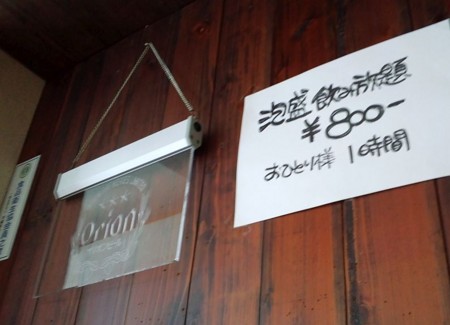 泡盛飲み放題
¥800-
おひとり様 1時間
★★★
Orion